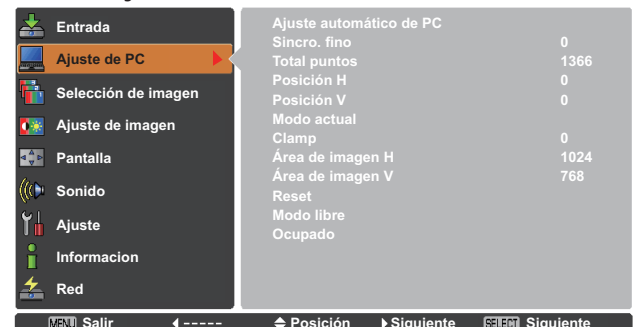 Entrada
Ajuste de PC
Selección de imagen
Ajuste de imagen
Pantalla
Sonido
Ajuste
Informacion
Red
Ajuste automático de PC
Sincro. fino 0
Total puntos 1366
Posición H 0
Posición V 0
Modo actual
Clamp 0
Área de imagen H 1024
Área de imagen V 768
Reset
Modo libre
Ocupado
MENU Salir ----- Posición Siguiente SELECT Siguiente